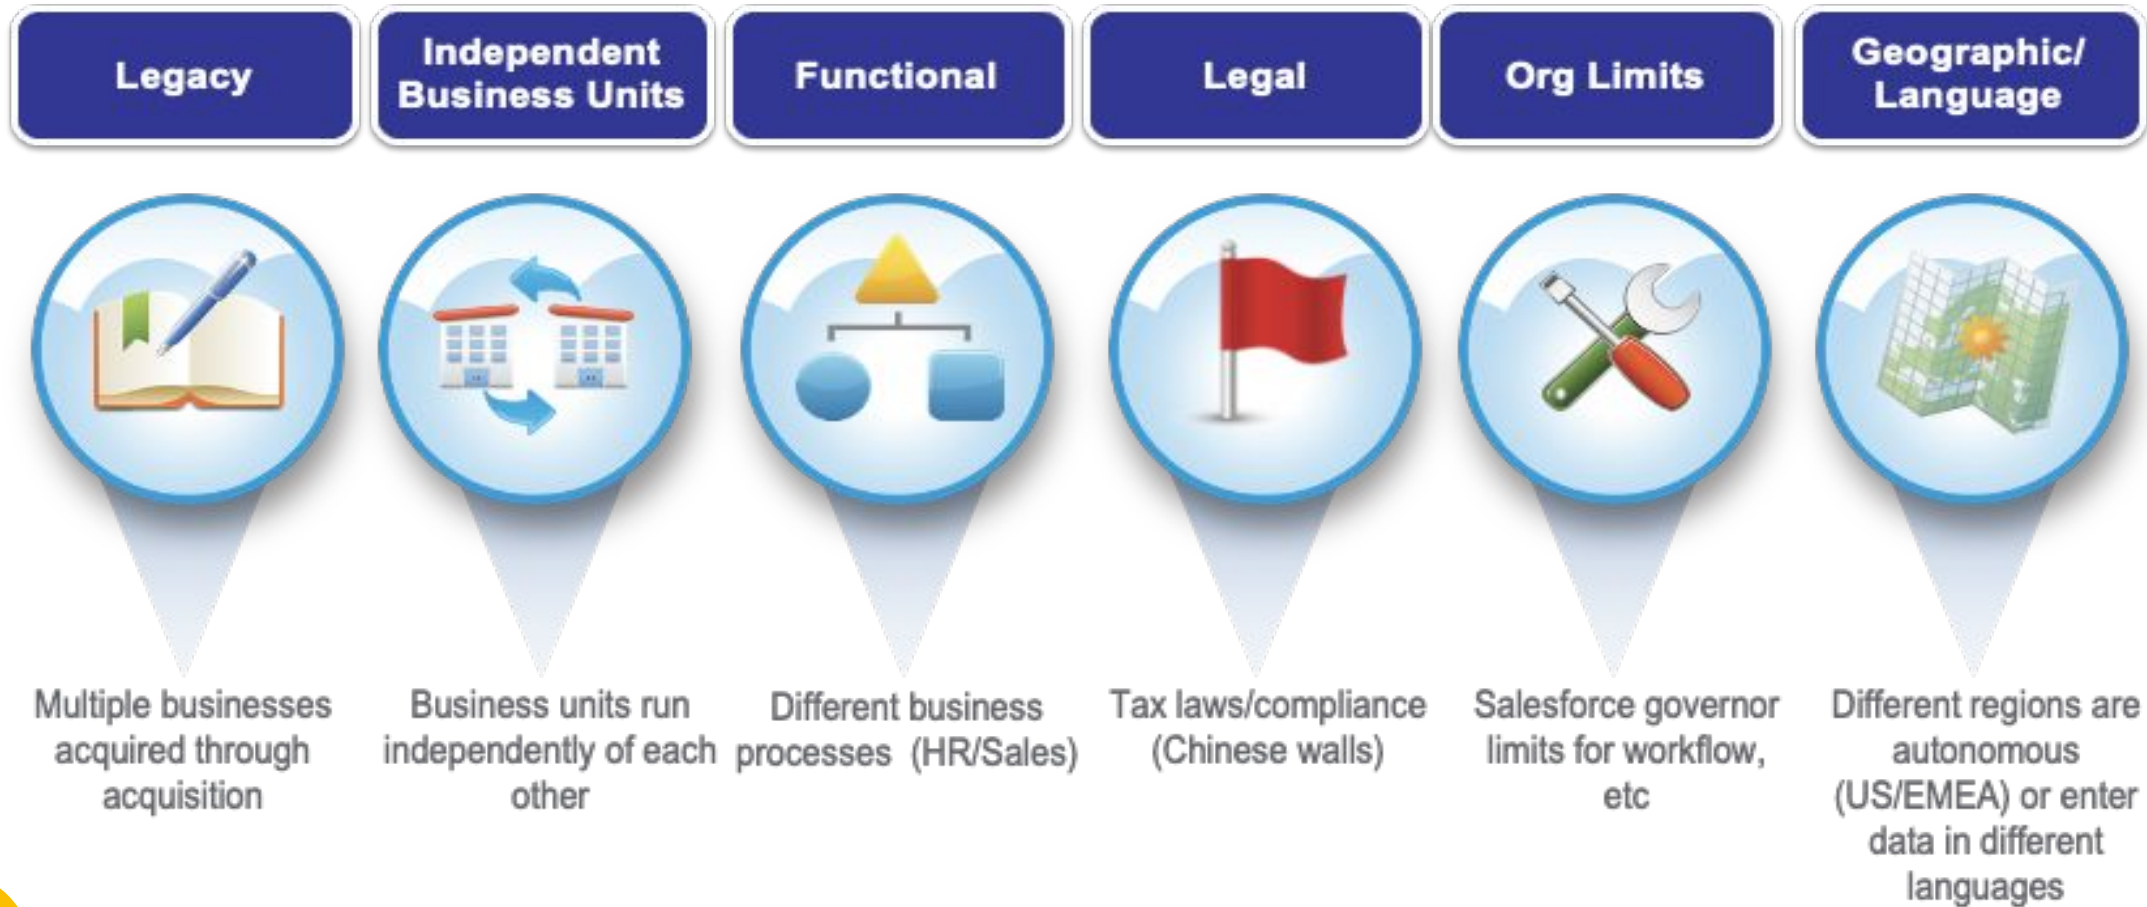 Legacy
Independent
Business Units
Functional
Legal
Org Limits
Geographic/
Language
Multiple businesses
acquired through
acquisition
Business units run
independently of each
other
Different business
processes (HR/Sales)
Tax laws/compliance
(Chinese walls)
Salesforce governor
limits for workflow,
etc
Different regions are
autonomous
(US/EMEA) or enter
data in different
languages